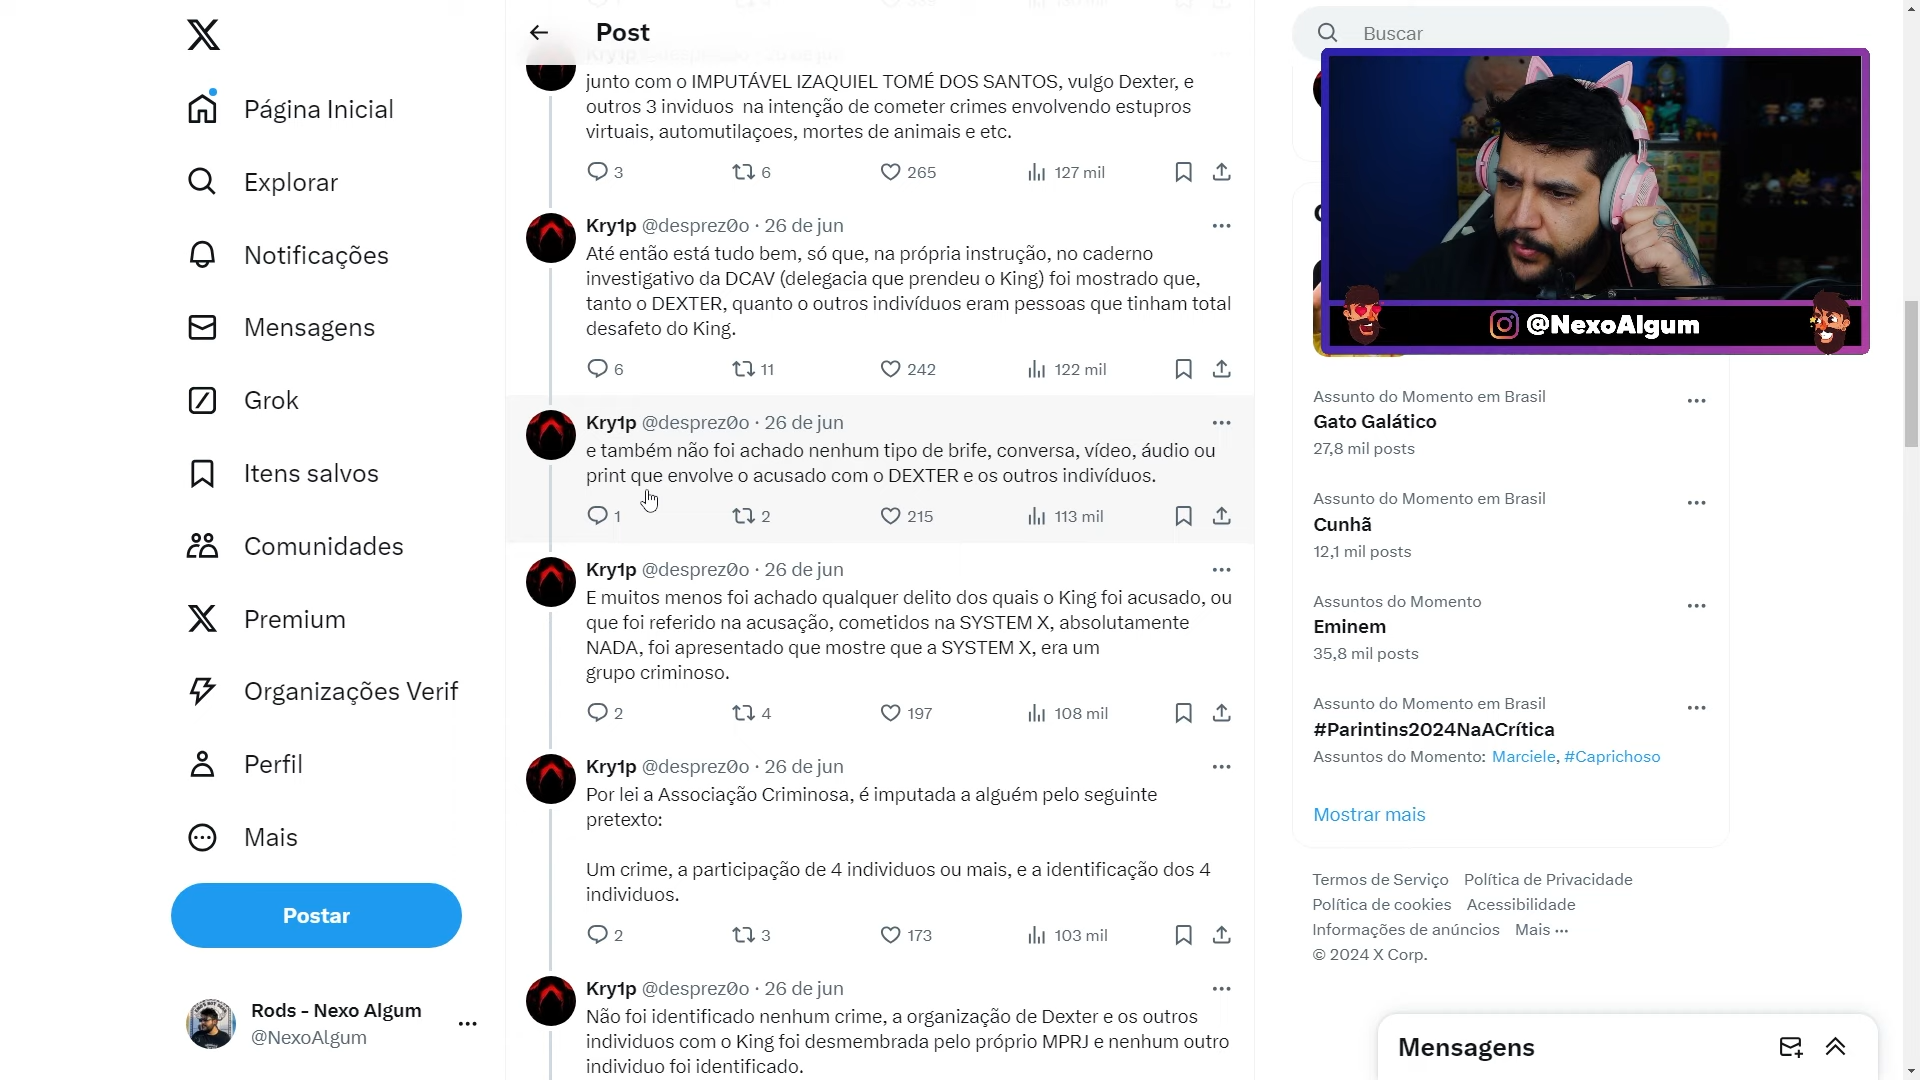 Post
Buscar
Página Inicial
Explorar
Notificações
Mensagens
Grok
Itens salvos
Comunidades
Premium
Organizações Verif
Perfil
Mais
Postar
Rods - Nexo Algum
@NexoAlgum
junto com o IMPUTÁVEL IZAQUIEL TOMÉ DOS SANTOS, vulgo Dexter, e
outros 3 inviduos na intenção de cometer crimes envolvendo estupros
virtuais, automutilaçoes, mortes de animais e etc.
3 6 265 127 mil
Kry1p @desprez0o · 26 de jun
Até então está tudo bem, só que, na própria instrução, no caderno
investigativo da DCAV (delegacia que prendeu o King) foi mostrado que,
tanto o DEXTER, quanto o outros indivíduos eram pessoas que tinham total
desafeto do King.
6 11 242 122 mil
Kry1p @desprez0o · 26 de jun
e também não foi achado nenhum tipo de brife, conversa, vídeo, áudio ou
print que envolve o acusado com o DEXTER e os outros indivíduos.
1 2 215 113 mil
Kry1p @desprez0o · 26 de jun
E muitos menos foi achado qualquer delito dos quais o King foi acusado, ou
que foi referido na acusação, cometidos na SYSTEM X, absolutamente
NADA, foi apresentado que mostre que a SYSTEM X, era um
grupo criminoso.
2 4 197 108 mil
Kry1p @desprez0o · 26 de jun
Por lei a Associação Criminosa, é imputada a alguém pelo seguinte
pretexto:
Um crime, a participação de 4 individuos ou mais, e a identificação dos 4
individuos.
2 3 173 103 mil
Kry1p @desprez0o · 26 de jun
Não foi identificado nenhum crime, a organização de Dexter e os outros
individuos com o King foi desmembrada pelo próprio MPRJ e nenhum outro
individuo foi identificado.
@NexoAlgum
Assunto do Momento em Brasil
Gato Galático
27,8 mil posts
Assunto do Momento em Brasil
Cunhã
12,1 mil posts
Assuntos do Momento
Eminem
35,8 mil posts
Assunto do Momento em Brasil
#Parintins2024NaACrítica
Assuntos do Momento: Marciele, #Caprichoso
Mostrar mais
Termos de Serviço Política de Privacidade
Política de cookies Acessibilidade
Informações de anúncios Mais ···
© 2024 X Corp.
Mensagens